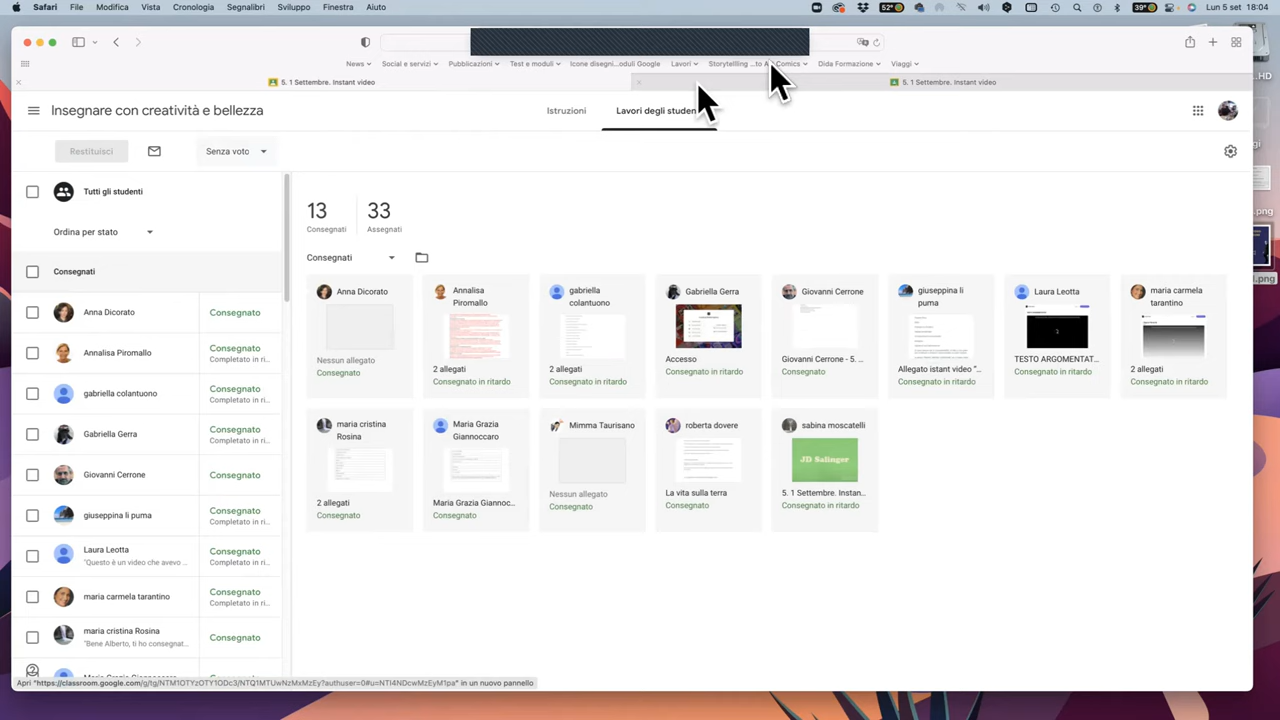 Safari File Modifica Vista Cronologia Segnalibri Sviluppo Finestra Aiuto
39° 39° Lun 5 set 18:04
News Social e servizi Pubblicazioni Test e moduli Icone disegni...oduli Google Lavori Storytelling ...to A Comics Dida Formazione Viaggi
5. 1 Settembre. Instant video
5. 1 Settembre. Instant video
.HD
Insegnare con creatività e bellezza
Istruzioni
Lavori degli studen
Restituisci
Senza voto
Tutti gli studenti
Ordina per stato
Consegnati
Anna Dicorato Consegnato
Annalisa Piromallo Consegnato
Completato in ri...
gabriella colantuono Consegnato
Completato in ri...
Gabriella Gerra Consegnato
Completato in ri...
Giovanni Cerrone Consegnato
giuseppina li puma Consegnato
Completato in ri...
Laura Leotta Consegnato
"Questo è un video che avevo ... Completato in ri...
maria carmela tarantino Consegnato
Completato in ri...
maria cristina Rosina Consegnato
"Bene Alberto, ti ho consegnat...
13 33
Consegnati Assegnati
Consegnati
Anna Dicorato
Nessun allegato
Consegnato
Annalisa
Piromallo
2 allegati
Consegnato in ritardo
gabriella
colantuono
2 allegati
Consegnato in ritardo
Gabriella Gerra
Accesso
Consegnato in ritardo
Giovanni Cerrone
Giovanni Cerrone - 5. ...
Consegnato
giuseppina li
puma
Allegato istant video "...
Consegnato in ritardo
Laura Leotta
TESTO ARGOMENTAT...
Consegnato in ritardo
maria carmela
tarantino
2 allegati
Consegnato in ritardo
maria cristina
Rosina
2 allegati
Consegnato
Maria Grazia
Giannoccaro
Maria Grazia Giannoc...
Consegnato
Mimma Taurisano
Nessun allegato
Consegnato
roberta dovere
La vita sulla terra
Consegnato
sabina moscatelli
JD Salinger
5. 1 Settembre. Instan...
Consegnato in ritardo
.png
.png